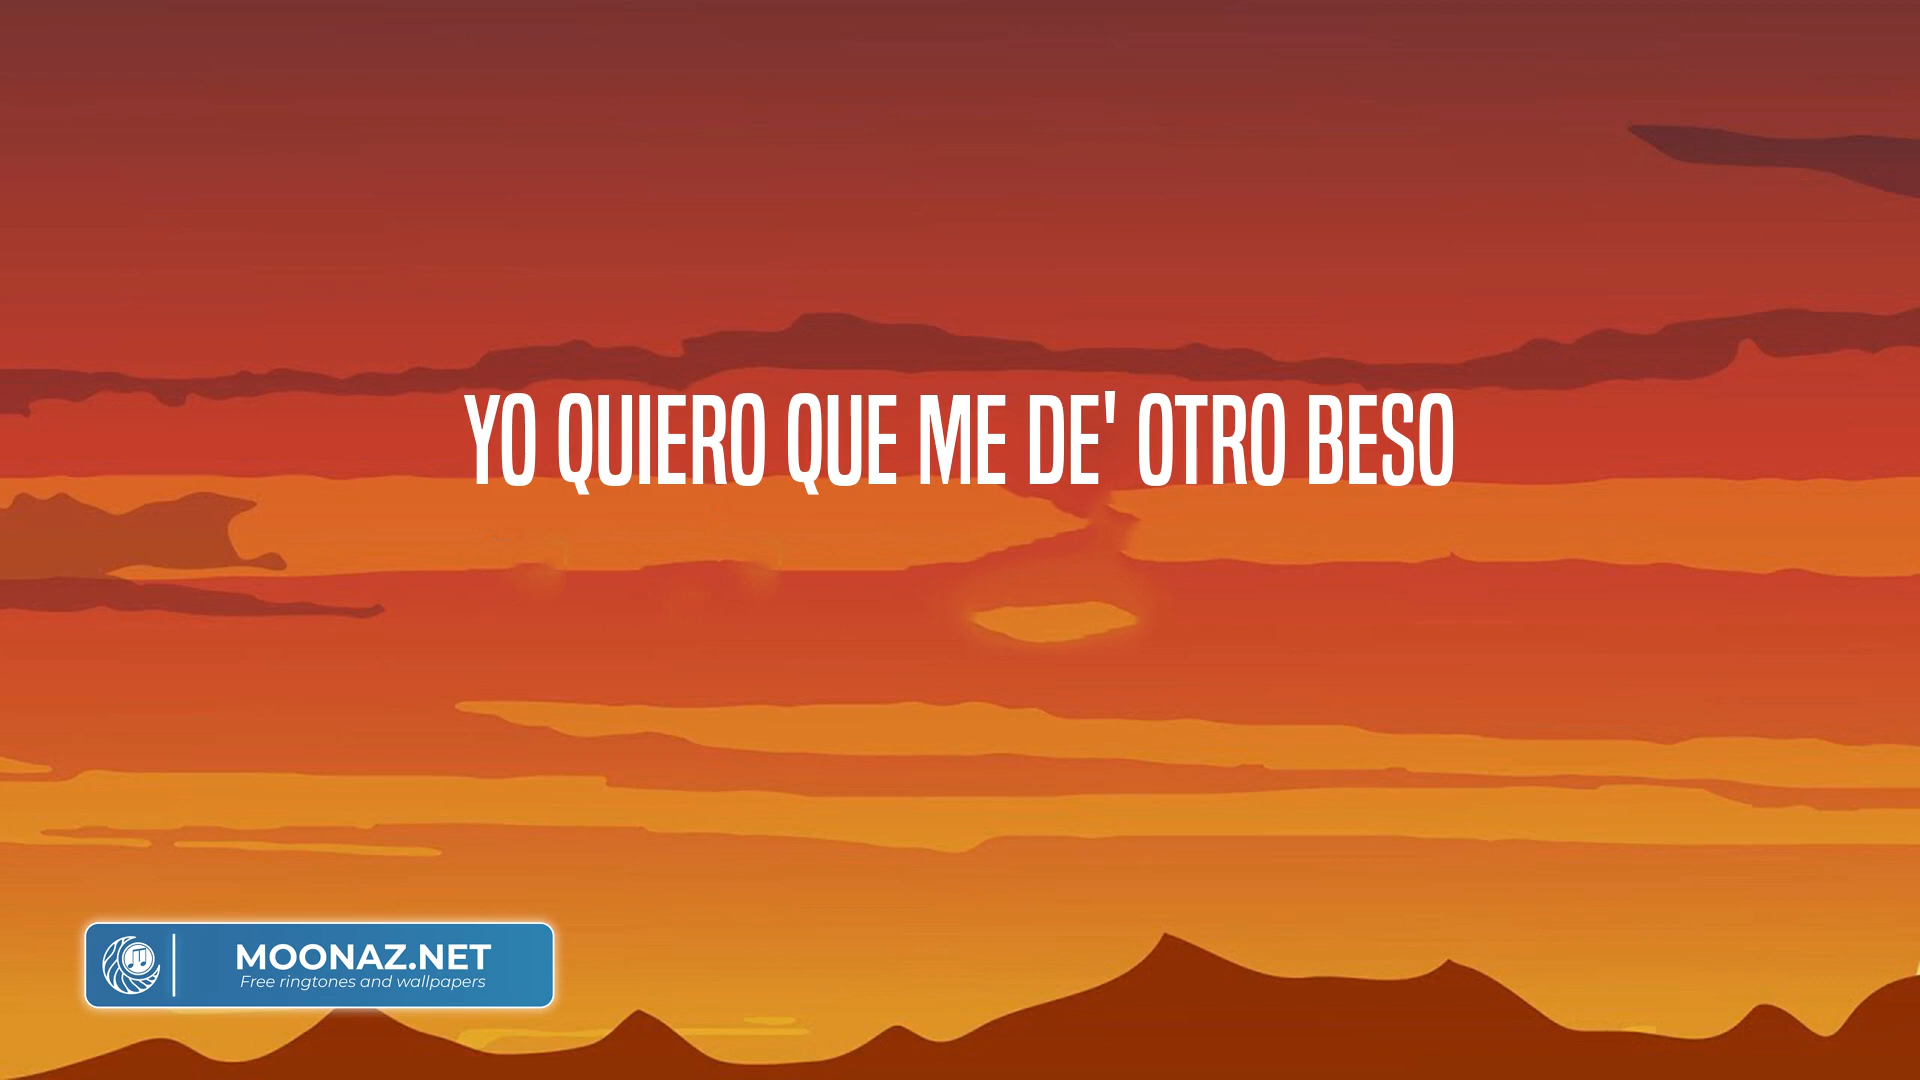 YO QUIERO QUE ME DE' OTRO BESO
MOONAZ.NET
Free ringtones and wallpapers